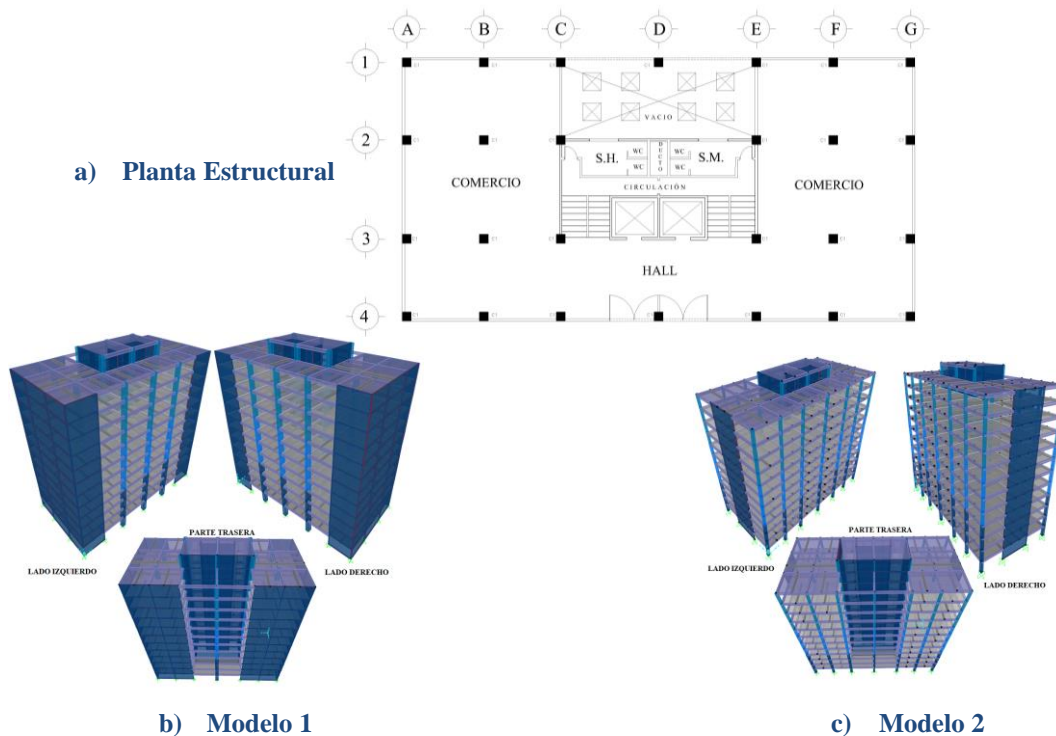 A B C D E F G
1
VACIO
2
a) Planta Estructural
S.H.
WC
WC
DUCTO
WC
WC
S.M.
COMERCIO
CIRCULACIÓN
COMERCIO
3
HALL
4
PARTE TRASERA
LADO IZQUIERDO
LADO DERECHO
PARTE TRASERA
LADO IZQUIERDO
LADO DERECHO
b) Modelo 1
c) Modelo 2